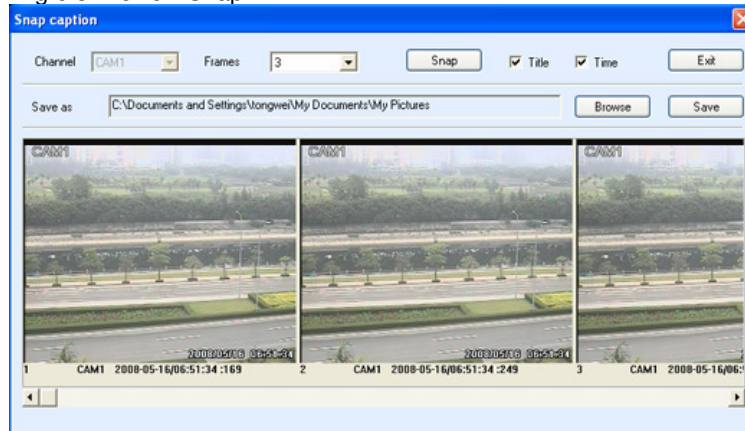 Snap caption
Channel CAM1 Frames 3 Snap Title Time Exit
Save as C:\Documents and Settings\tongwei\My Documents\My Pictures Browse Save
CAM1 CAM1 CAM1
2008/05/16 06:51:34 2008/05/16 06:51:34
1 CAM1 2008-05-16/06:51:34 :169 2 CAM1 2008-05-16/06:51:34 :249 3 CAM1 2008-05-16/06: